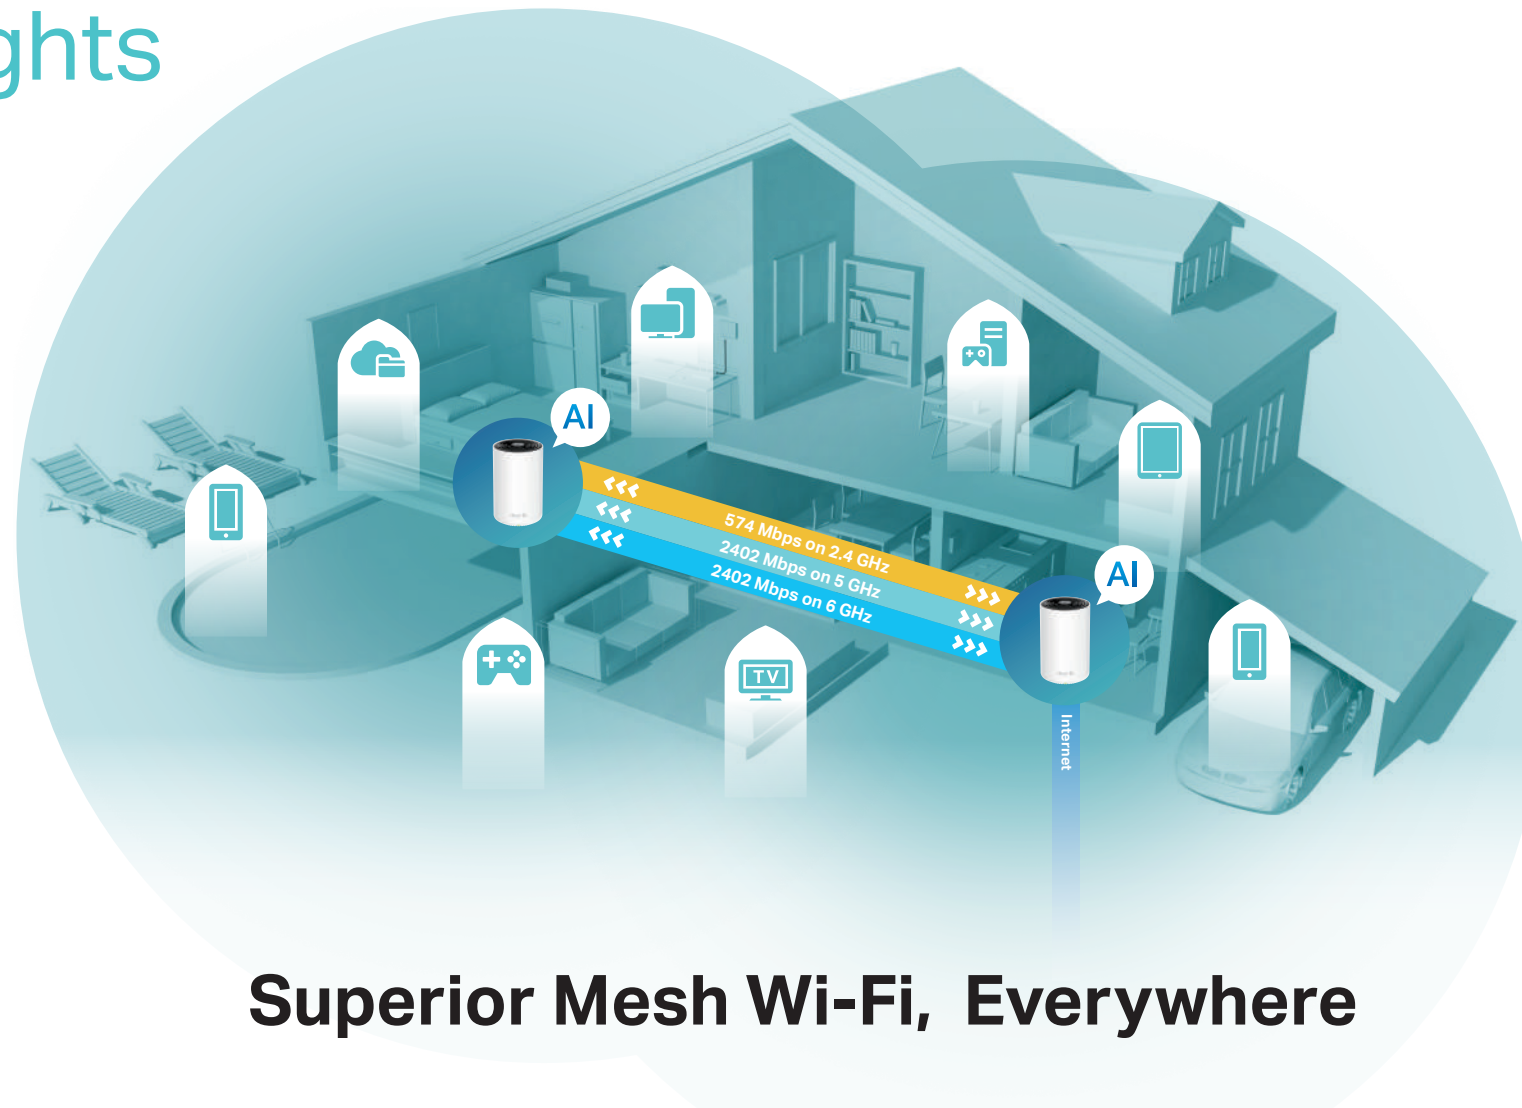 ghts
AI
574 Mbps on 2.4 GHz
2402 Mbps on 5 GHz
2402 Mbps on 6 GHz
AI
TV
Internet
Superior Mesh Wi-Fi, Everywhere